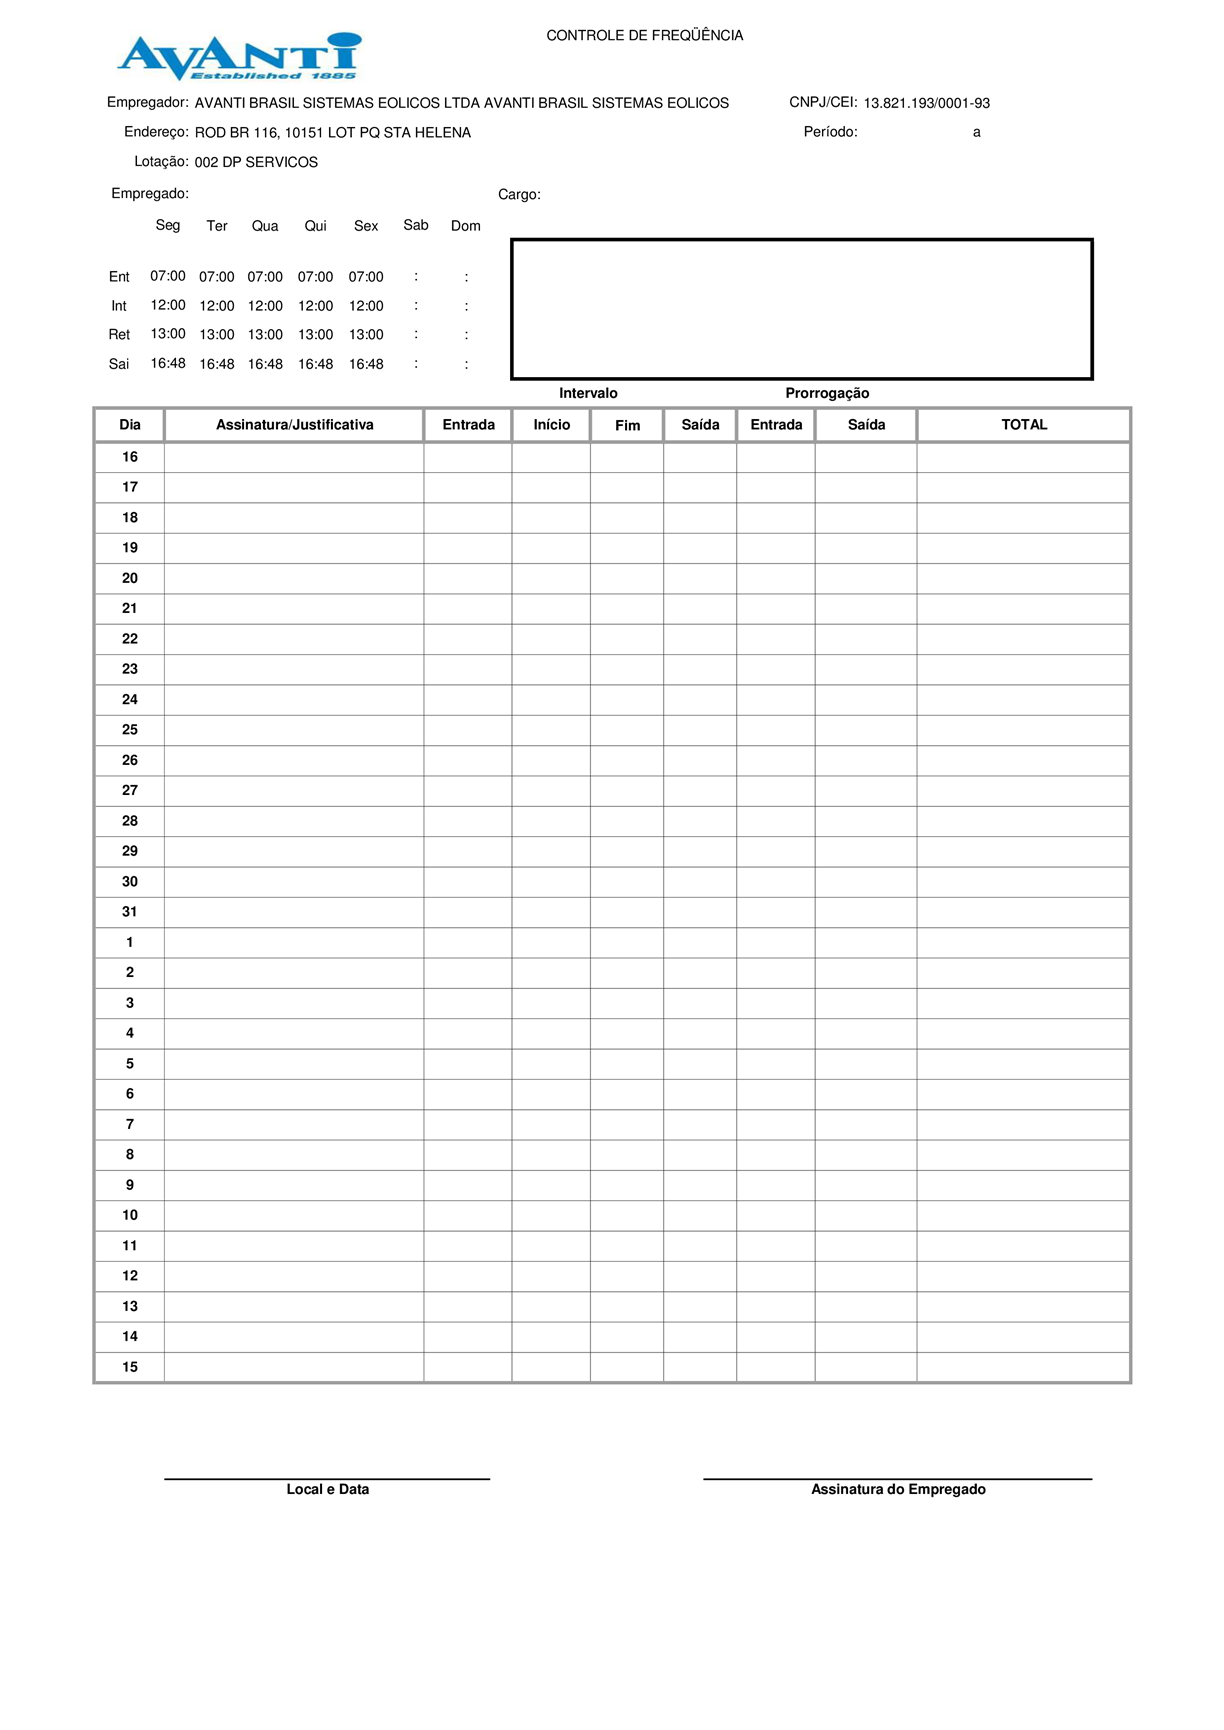 AVANTI
Established 1885
CONTROLE DE FREQÜÊNCIA
Empregador: AVANTI BRASIL SISTEMAS EOLICOS LTDA AVANTI BRASIL SISTEMAS EOLICOS CNPJ/CEI: 13.821.193/0001-93
Endereço: ROD BR 116, 10151 LOT PQ STA HELENA Período: a
Lotação: 002 DP SERVICOS
Empregado: Cargo:
Seg Ter Qua Qui Sex Sab Dom
Ent 07:00 07:00 07:00 07:00 07:00 : :
Int 12:00 12:00 12:00 12:00 12:00 : :
Ret 13:00 13:00 13:00 13:00 13:00 : :
Sai 16:48 16:48 16:48 16:48 16:48 : :
Intervalo Prorrogação
Dia Assinatura/Justificativa Entrada Início Fim Saída Entrada Saída TOTAL
16
17
18
19
20
21
22
23
24
25
26
27
28
29
30
31
1
2
3
4
5
6
7
8
9
10
11
12
13
14
15
Local e Data Assinatura do Empregado